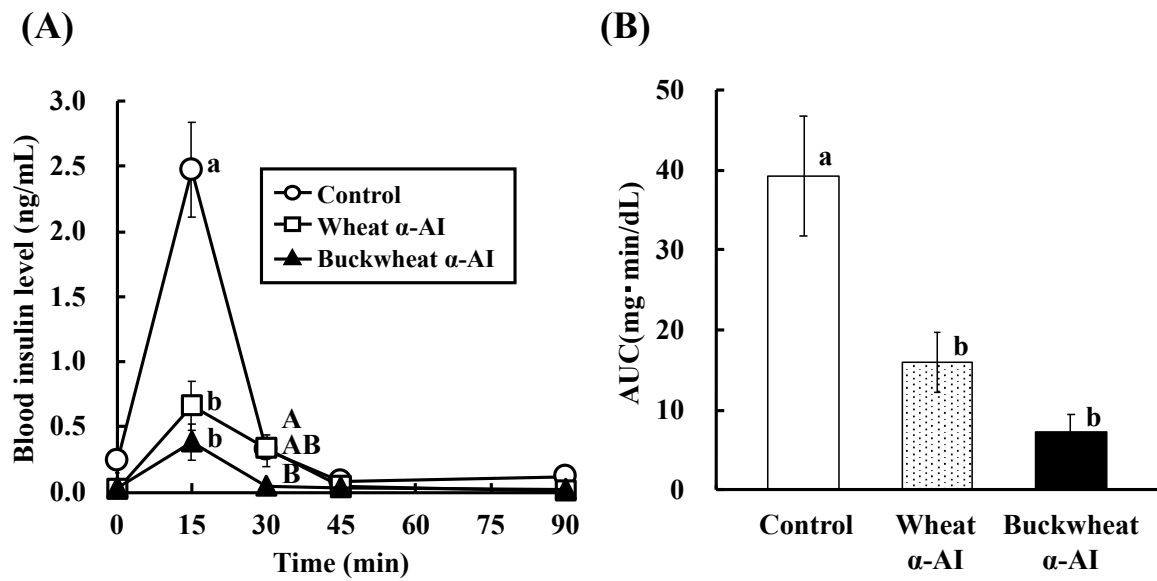 (A)
Blood insulin level (ng/mL)
3.0
2.5
2.0
1.5
1.0
0.5
0.0
a
b
b
A
AB
B
Control
Wheat α-AI
Buckwheat α-AI
0 15 30 45 60 75 90
Time (min)
(B)
AUC(mg・min/dL)
50
40
30
20
10
0
a
b
b
Control
Wheat
α-AI
Buckwheat
α-AI